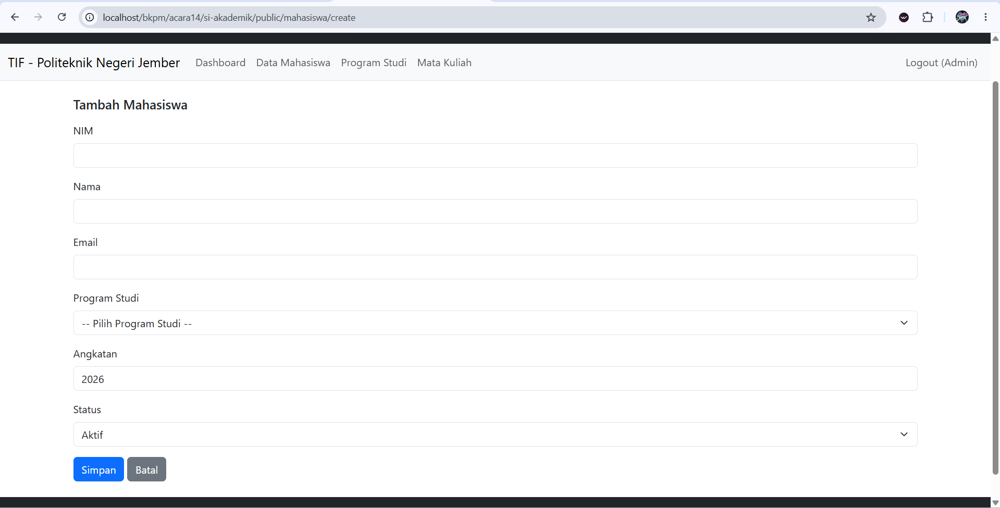 localhost/bkpm/acara14/si-akademik/public/mahasiswa/create
TIF - Politeknik Negeri Jember Dashboard Data Mahasiswa Program Studi Mata Kuliah Logout (Admin)
Tambah Mahasiswa
NIM
Nama
Email
Program Studi
-- Pilih Program Studi --
Angkatan
2026
Status
Aktif
Simpan Batal